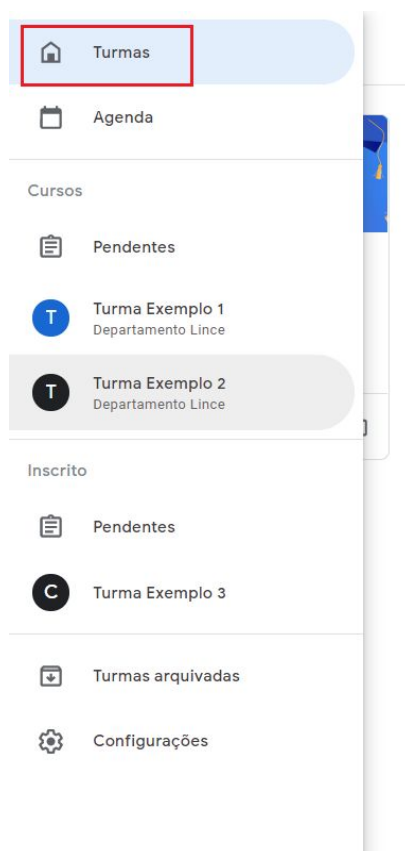 Turmas
Agenda
Cursos
Pendentes
T
Turma Exemplo 1
Departamento Lince
T
Turma Exemplo 2
Departamento Lince
Inscrito
Pendentes
C
Turma Exemplo 3
Turmas arquivadas
Configurações